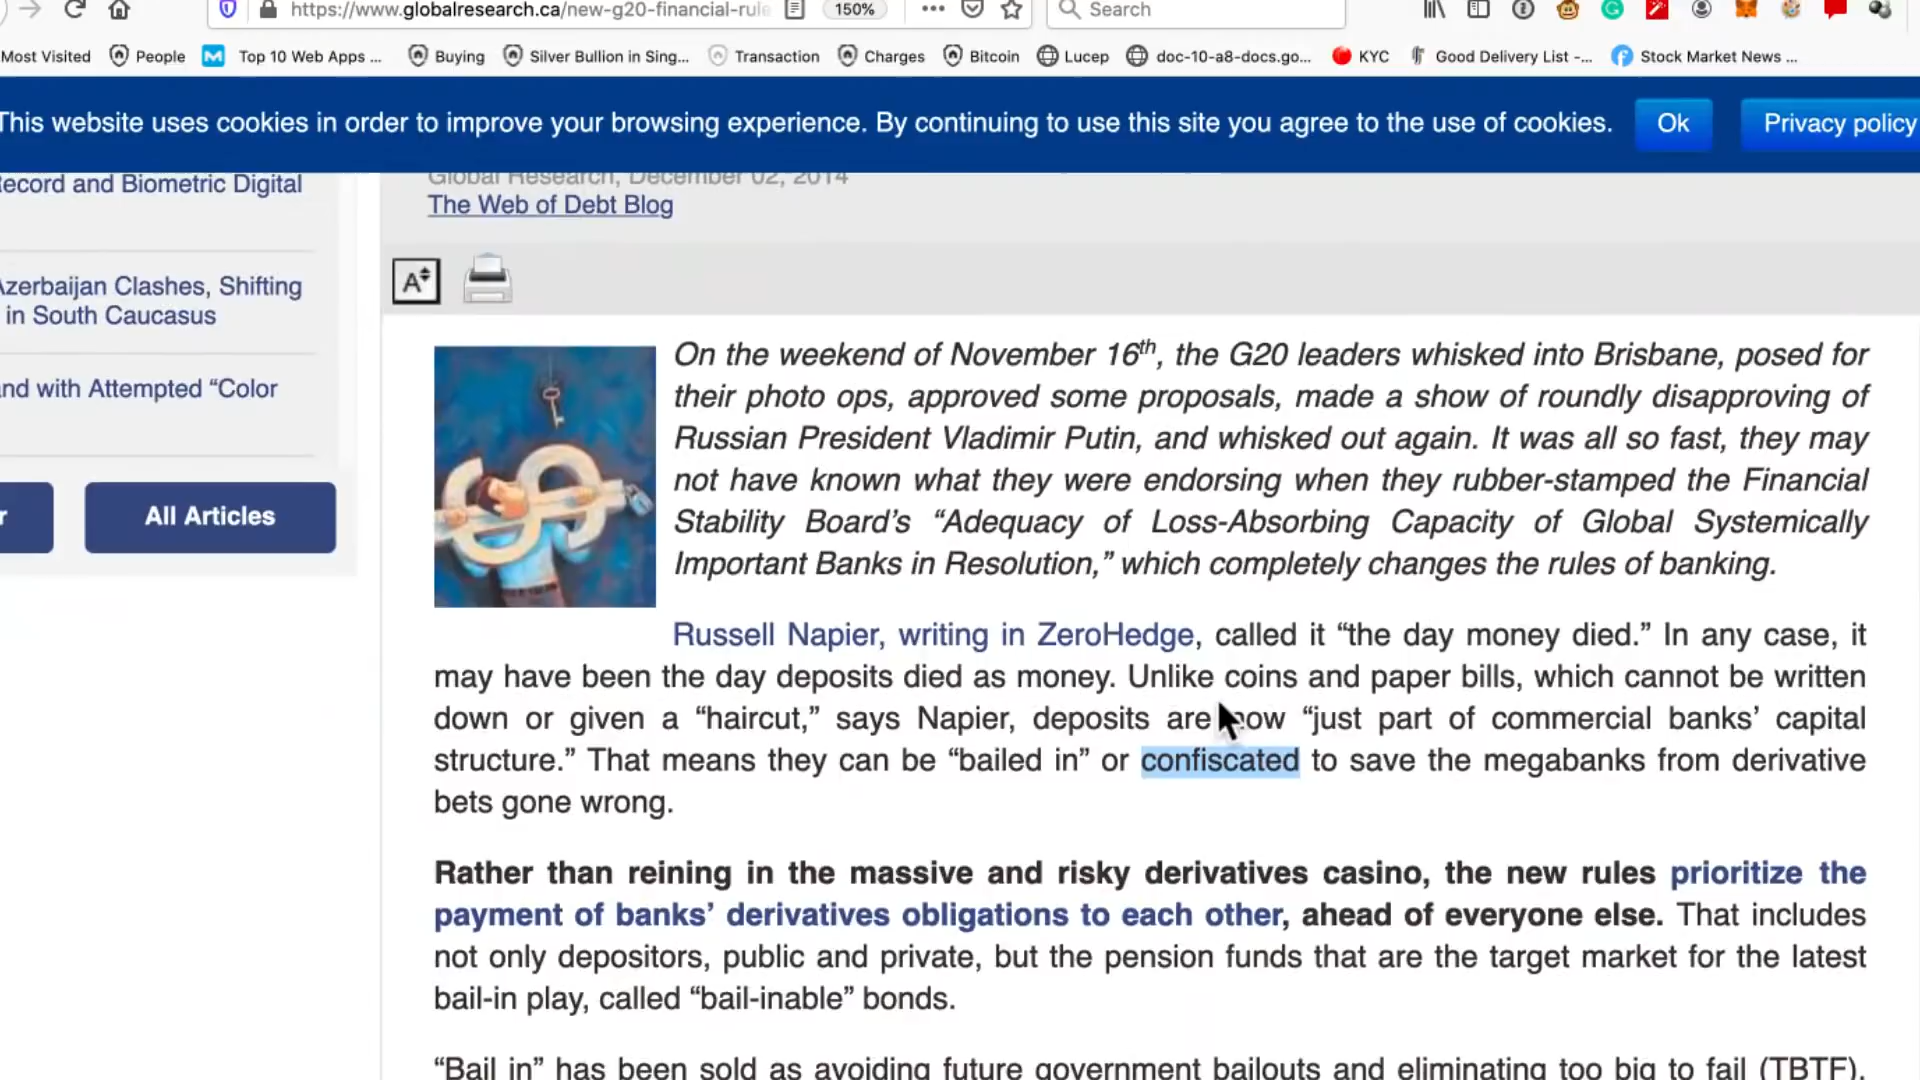 https://www.globalresearch.ca/new-g20-financial-rule
150%
Search
Most Visited
People
Top 10 Web Apps ...
Buying
Silver Bullion in Sing...
Transaction
Charges
Bitcoin
Lucep
doc-10-a8-docs.go...
KYC
Good Delivery List -...
Stock Market News ...
This website uses cookies in order to improve your browsing experience. By continuing to use this site you agree to the use of cookies.
Ok
Privacy policy
Record and Biometric Digital
Azerbaijan Clashes, Shifting
in South Caucasus
and with Attempted “Color
r
All Articles
Global Research, December 02, 2014
The Web of Debt Blog
A
On the weekend of November 16th, the G20 leaders whisked into Brisbane, posed for
their photo ops, approved some proposals, made a show of roundly disapproving of
Russian President Vladimir Putin, and whisked out again. It was all so fast, they may
not have known what they were endorsing when they rubber-stamped the Financial
Stability Board’s “Adequacy of Loss-Absorbing Capacity of Global Systemically
Important Banks in Resolution,” which completely changes the rules of banking.
Russell Napier, writing in ZeroHedge, called it “the day money died.” In any case, it
may have been the day deposits died as money. Unlike coins and paper bills, which cannot be written
down or given a “haircut,” says Napier, deposits are now “just part of commercial banks’ capital
structure.” That means they can be “bailed in” or confiscated to save the megabanks from derivative
bets gone wrong.
Rather than reining in the massive and risky derivatives casino, the new rules prioritize the
payment of banks’ derivatives obligations to each other, ahead of everyone else. That includes
not only depositors, public and private, but the pension funds that are the target market for the latest
bail-in play, called “bail-inable” bonds.
“Bail in” has been sold as avoiding future government bailouts and eliminating too big to fail (TBTF).